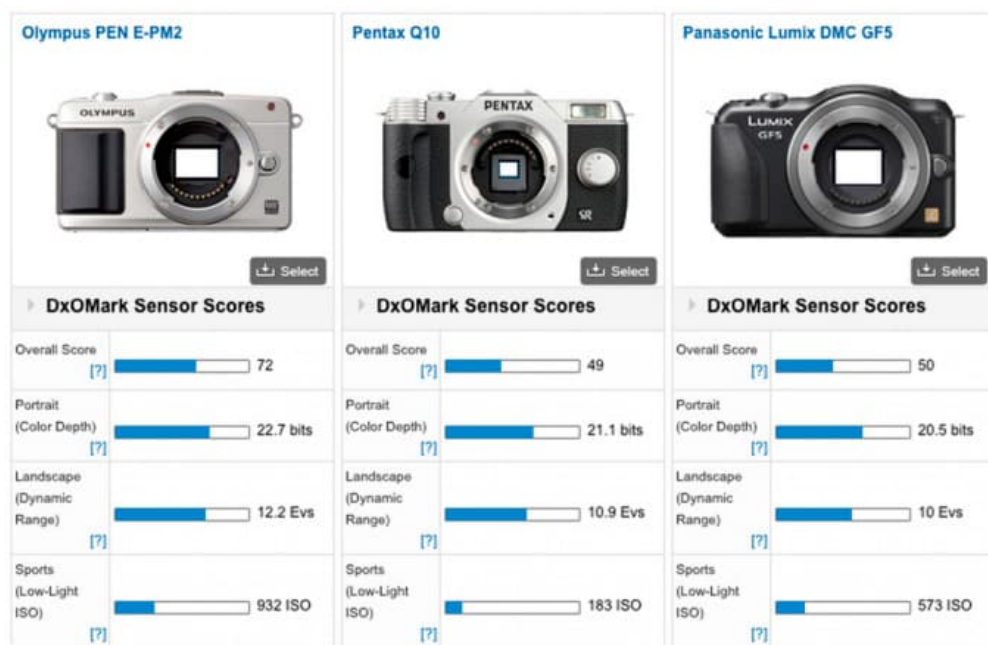 Olympus PEN E-PM2
Pentax Q10
Panasonic Lumix DMC GF5
OLYMPUS
PENTAX
SR
LUMIX
GF5
Select
Select
Select
DxOMark Sensor Scores
DxOMark Sensor Scores
DxOMark Sensor Scores
Overall Score
[?]
72
Overall Score
[?]
49
Overall Score
[?]
50
Portrait
(Color Depth)
[?]
22.7 bits
Portrait
(Color Depth)
[?]
21.1 bits
Portrait
(Color Depth)
[?]
20.5 bits
Landscape
(Dynamic
Range)
[?]
12.2 Evs
Landscape
(Dynamic
Range)
[?]
10.9 Evs
Landscape
(Dynamic
Range)
[?]
10 Evs
Sports
(Low-Light
ISO)
[?]
932 ISO
Sports
(Low-Light
ISO)
[?]
183 ISO
Sports
(Low-Light
ISO)
[?]
573 ISO